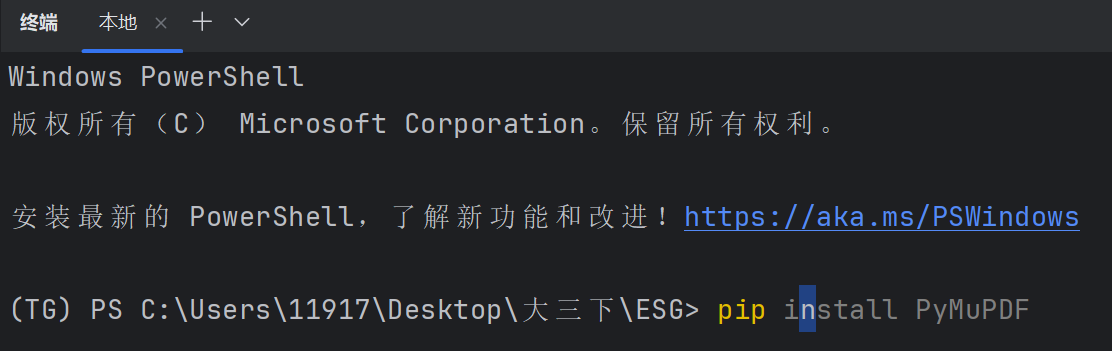 终端 本地
Windows PowerShell
版权所有（C） Microsoft Corporation。保留所有权利。
安装最新的 PowerShell，了解新功能和改进！https://aka.ms/PSWindows
(TG) PS C:\Users\11917\Desktop\大三下\ESG> pip install PyMuPDF